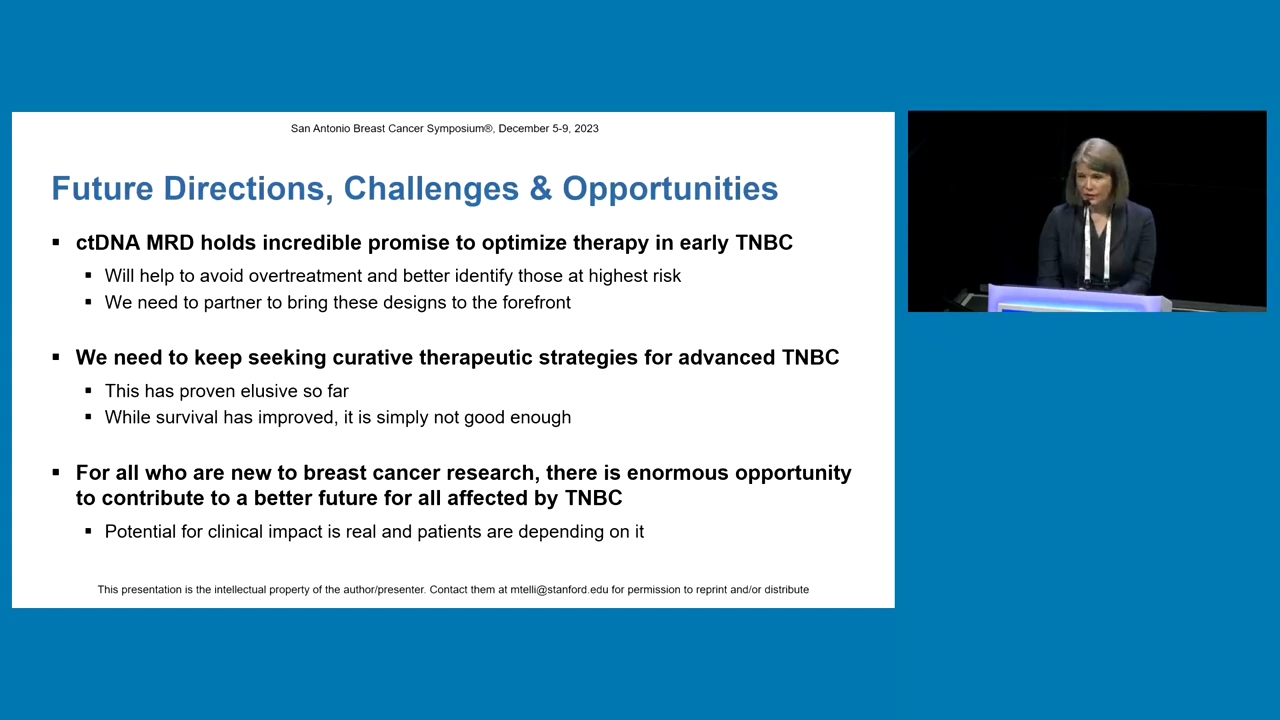 San Antonio Breast Cancer Symposium®, December 5-9, 2023
Future Directions, Challenges & Opportunities
▪ ctDNA MRD holds incredible promise to optimize therapy in early TNBC
▪ Will help to avoid overtreatment and better identify those at highest risk
▪ We need to partner to bring these designs to the forefront
▪ We need to keep seeking curative therapeutic strategies for advanced TNBC
▪ This has proven elusive so far
▪ While survival has improved, it is simply not good enough
▪ For all who are new to breast cancer research, there is enormous opportunity
to contribute to a better future for all affected by TNBC
▪ Potential for clinical impact is real and patients are depending on it
This presentation is the intellectual property of the author/presenter. Contact them at mtelli@stanford.edu for permission to reprint and/or distribute